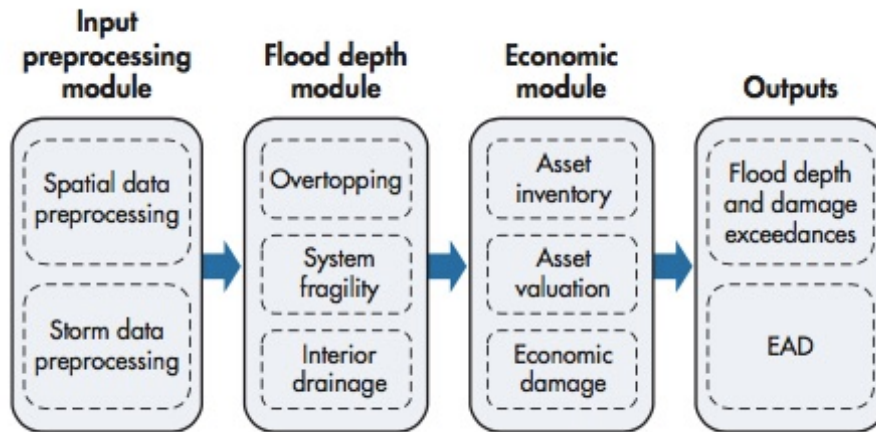 Input
preprocessing
module
Spatial data
preprocessing
Storm data
preprocessing
Flood depth
module
Overtopping
System
fragility
Interior
drainage
Economic
module
Asset
inventory
Asset
valuation
Economic
damage
Outputs
Flood depth
and damage
exceedances
EAD